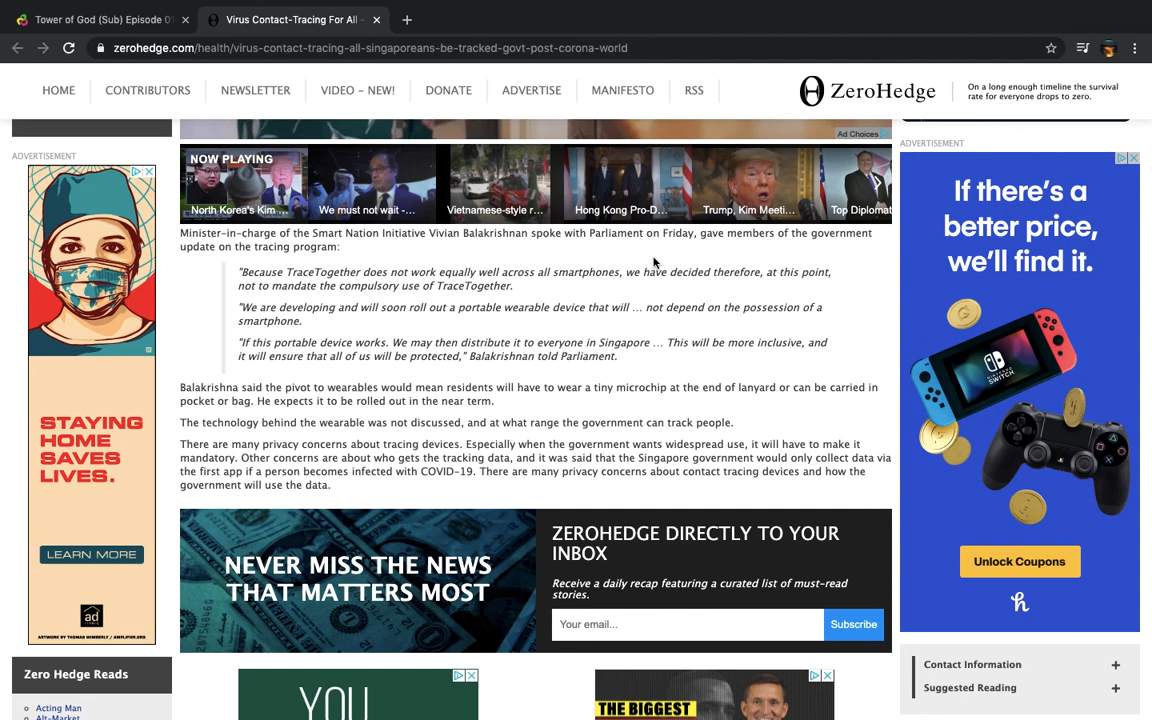 Tower of God (Sub) Episode 01
Virus Contact-Tracing For All -
zerohedge.com/health/virus-contact-tracing-all-singaporeans-be-tracked-govt-post-corona-world
HOME
CONTRIBUTORS
NEWSLETTER
VIDEO – NEW!
DONATE
ADVERTISE
MANIFESTO
RSS
ZeroHedge
On a long enough timeline the survival
rate for everyone drops to zero.
Ad Choices
ADVERTISEMENT
STAYING
HOME
SAVES
LIVES.
LEARN MORE
ad
ARTWORK BY THOMAS WIMBERLY / AMPLIFIER.ORG
Zero Hedge Reads
Acting Man
Alt-Market
NOW PLAYING
North Korea's Kim ...
We must not wait -...
Vietnamese-style r...
Hong Kong Pro-D...
Trump, Kim Meeti...
Top Diplomat
Minister-in-charge of the Smart Nation Initiative Vivian Balakrishnan spoke with Parliament on Friday, gave members of the government
update on the tracing program:
"Because TraceTogether does not work equally well across all smartphones, we have decided therefore, at this point,
not to mandate the compulsory use of TraceTogether.
"We are developing and will soon roll out a portable wearable device that will … not depend on the possession of a
smartphone.
"If this portable device works. We may then distribute it to everyone in Singapore … This will be more inclusive, and
it will ensure that all of us will be protected," Balakrishnan told Parliament.
Balakrishna said the pivot to wearables would mean residents will have to wear a tiny microchip at the end of lanyard or can be carried in
pocket or bag. He expects it to be rolled out in the near term.
The technology behind the wearable was not discussed, and at what range the government can track people.
There are many privacy concerns about tracing devices. Especially when the government wants widespread use, it will have to make it
mandatory. Other concerns are about who gets the tracking data, and it was said that the Singapore government would only collect data via
the first app if a person becomes infected with COVID-19. There are many privacy concerns about contact tracing devices and how the
government will use the data.
NEVER MISS THE NEWS
THAT MATTERS MOST
ZEROHEDGE DIRECTLY TO YOUR
INBOX
Receive a daily recap featuring a curated list of must-read
stories.
Your email...
Subscribe
YOU
THE BIGGEST
ADVERTISEMENT
If there's a
better price,
we'll find it.
NINTENDO
SWITCH
Unlock Coupons
h
Contact Information +
Suggested Reading +